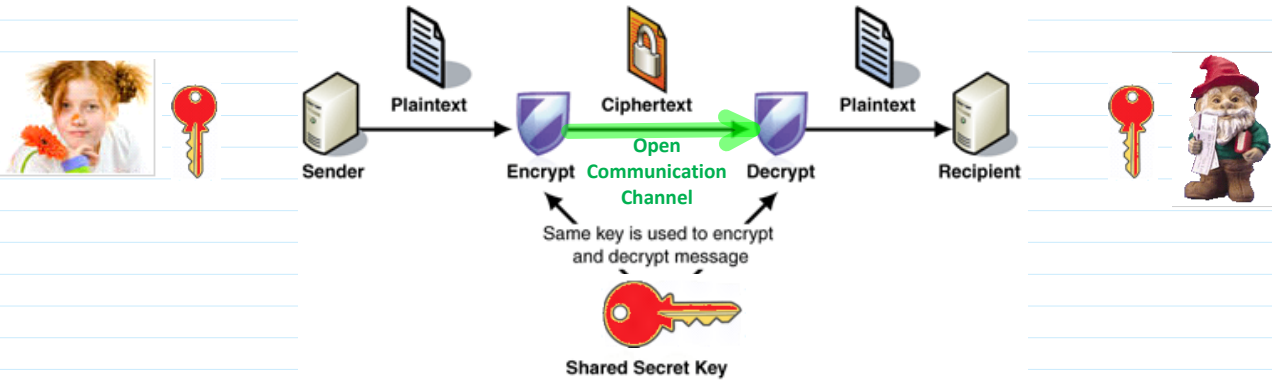 Plaintext
Ciphertext
Plaintext
Sender
Encrypt
Open
Communication
Channel
Decrypt
Recipient
Same key is used to encrypt
and decrypt message
Shared Secret Key